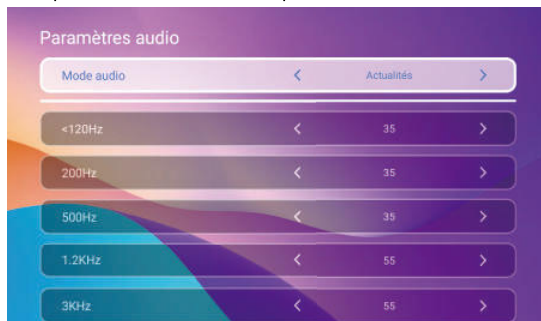 Paramètres audio
Mode audio < Actualités >
<120Hz < 35 >
200Hz < 35 >
500Hz < 35 >
1.2KHz < 55 >
3KHz < 55 >